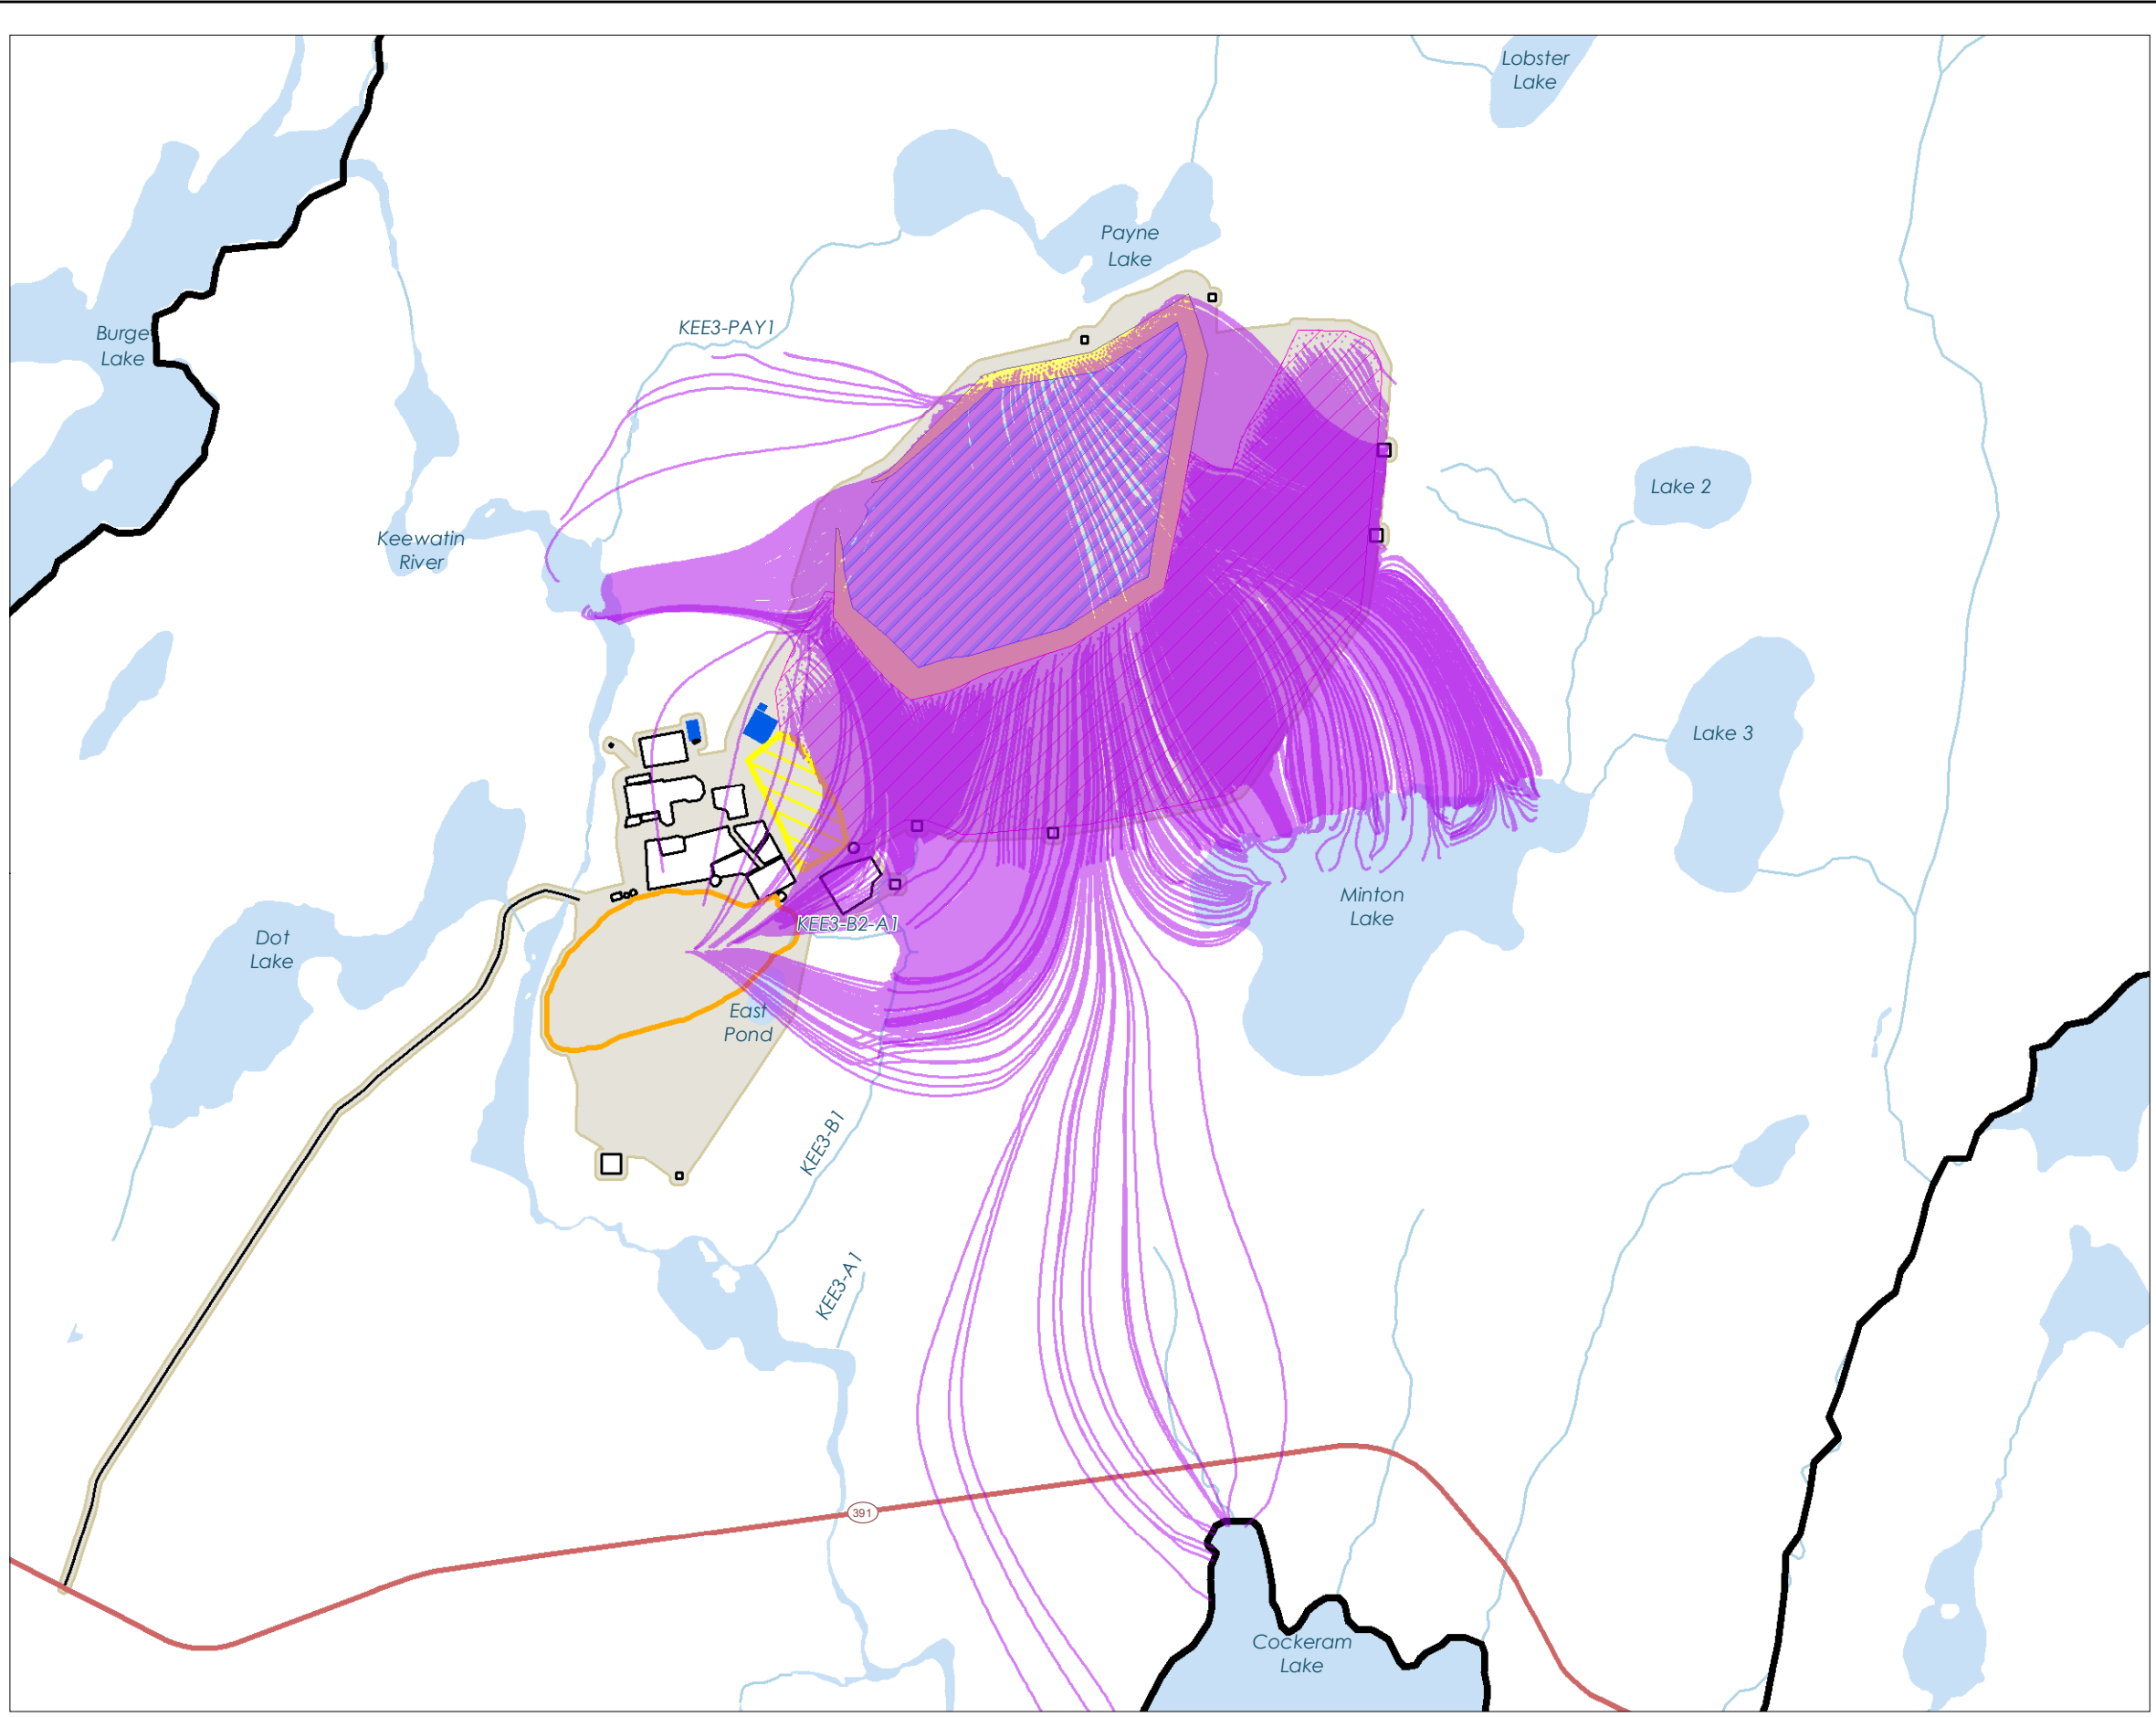 Lobster
Lake
Payne
Lake
KEE3-PAY1
Burge
Lake
Lake 2
Keewatin
River
Lake 3
Minton
Lake
KEE3-B2-A1
Dot
Lake
East
Pond
KEE3-B1
KEE3-A1
391
Cockeram
Lake